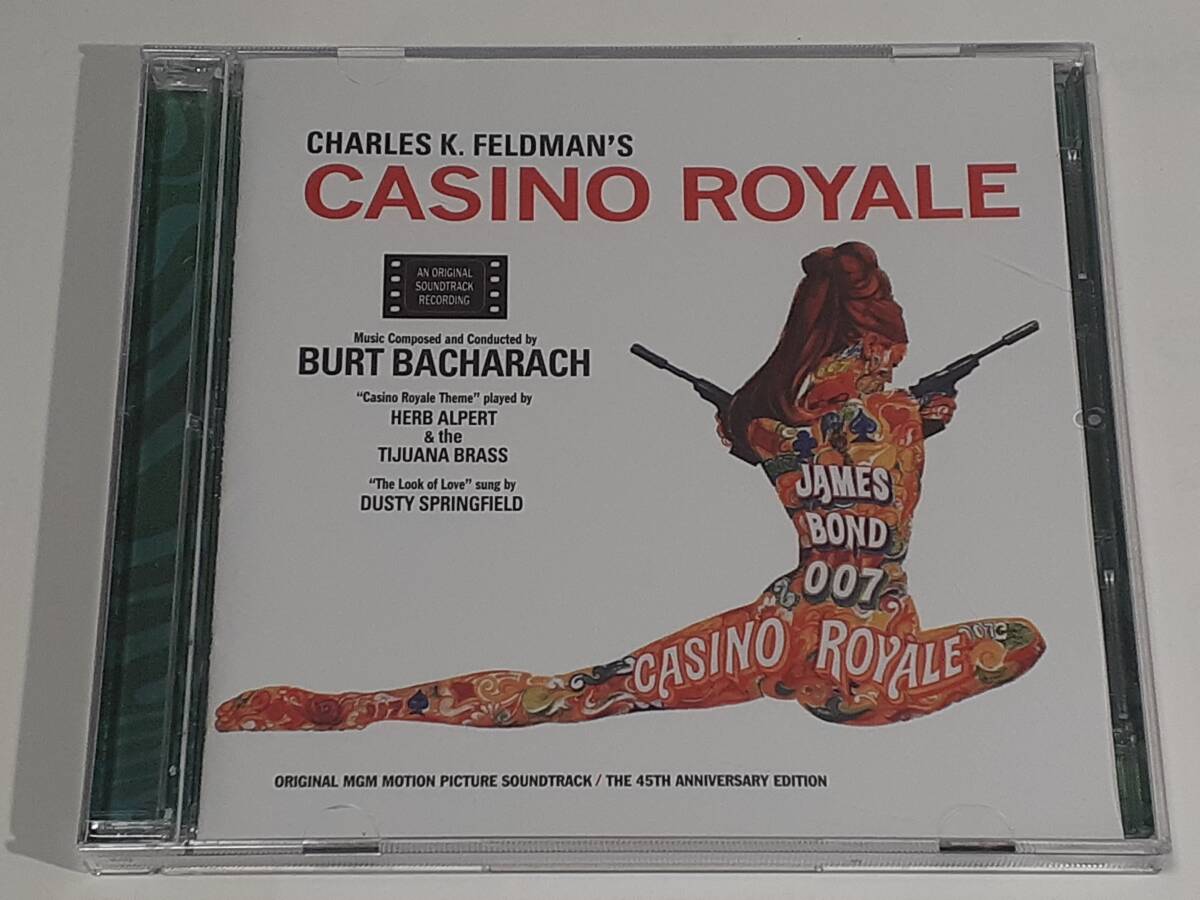 CHARLES K. FELDMAN'S
CASINO ROYALE
AN ORIGINAL
SOUNDTRACK
RECORDING
Music Composed and Conducted by
BURT BACHARACH
“Casino Royale Theme” played by
HERB ALPERT
& the
TIJUANA BRASS
“The Look of Love” sung by
DUSTY SPRINGFIELD
JAMES
BOND
007
CASINO ROYALE
ORIGINAL MGM MOTION PICTURE SOUNDTRACK / THE 45TH ANNIVERSARY EDITION